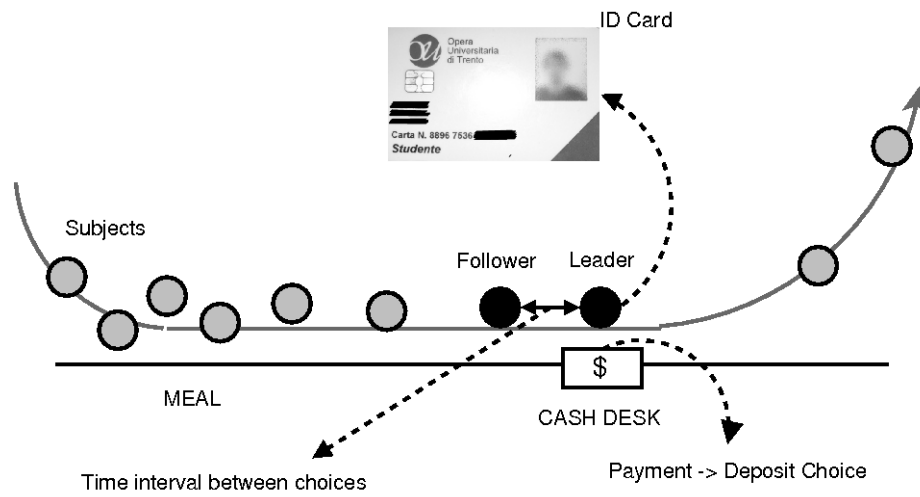 ID Card
Opera
Universitaria
di Trento
Carta N. 8896 7536
Studente
Subjects
Follower
Leader
$
MEAL
CASH DESK
Time interval between choices
Payment -> Deposit Choice